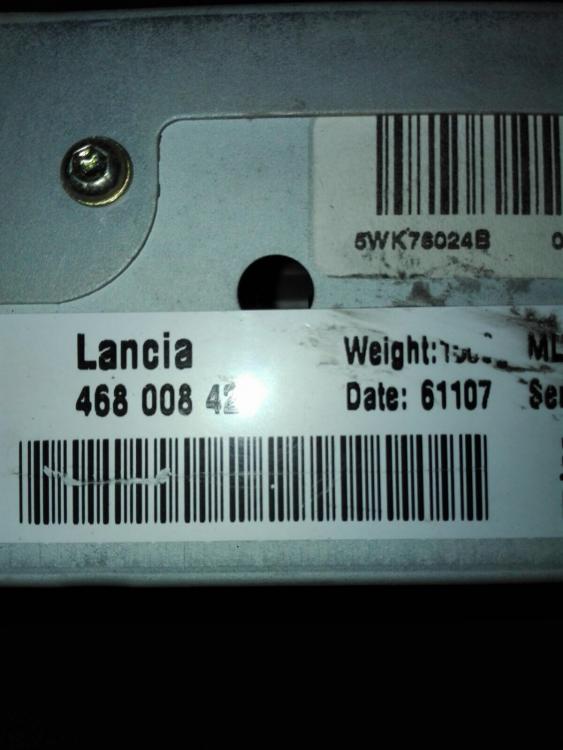 5WK76024B
Lancia
468 008 42
Weight:
Date: 61107